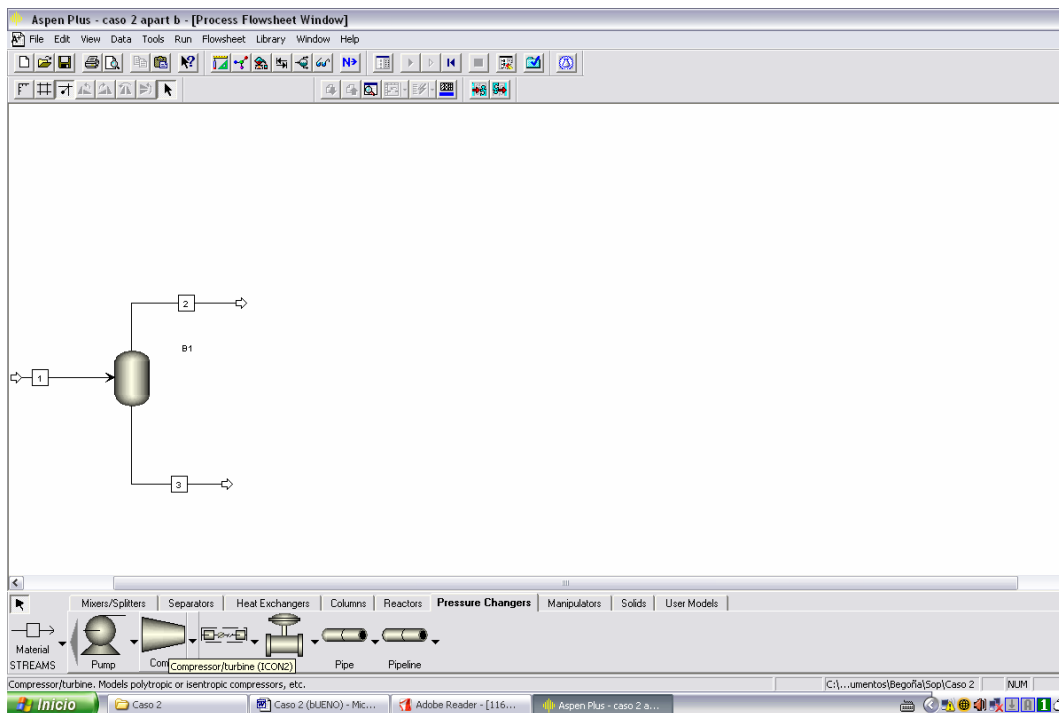 Aspen Plus - caso 2 apart b - [Process Flowsheet Window]
File Edit View Data Tools Run Flowsheet Library Window Help
N>
2
B1
1
3
Mixers/Splitters Separators Heat Exchangers Columns Reactors Pressure Changers Manipulators Solids User Models
Material
STREAMS Pump Com Pipe Pipeline
Compressor/turbine (ICON2)
Compressor/turbine. Models polytropic or isentropic compressors, etc. C:\...umentos\Begoña\Sop\Caso 2 NUM
Inicio Caso 2 Caso 2 (bUENO) - Mic... Adobe Reader - [116... Aspen Plus - caso 2 a... 1